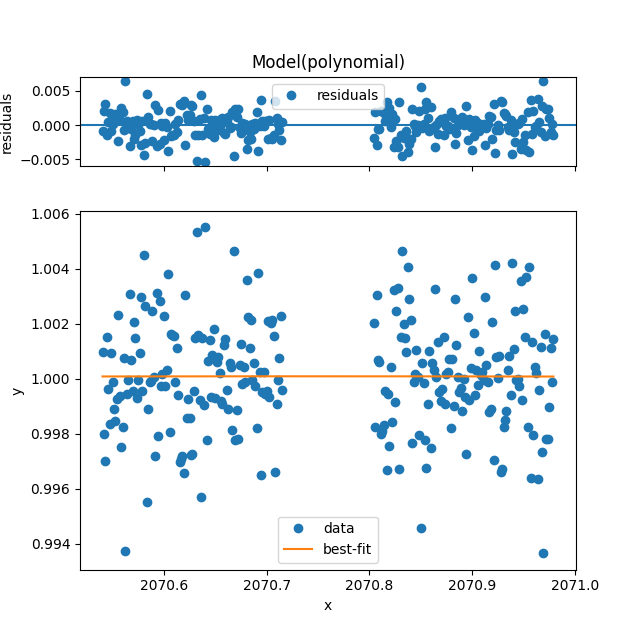 Model(polynomial)
residuals
0.005
0.000
−0.005
residuals
1.006
1.004
1.002
1.000
0.998
0.996
0.994
y
data
best-fit
2070.6
2070.7
2070.8
2070.9
2071.0
x